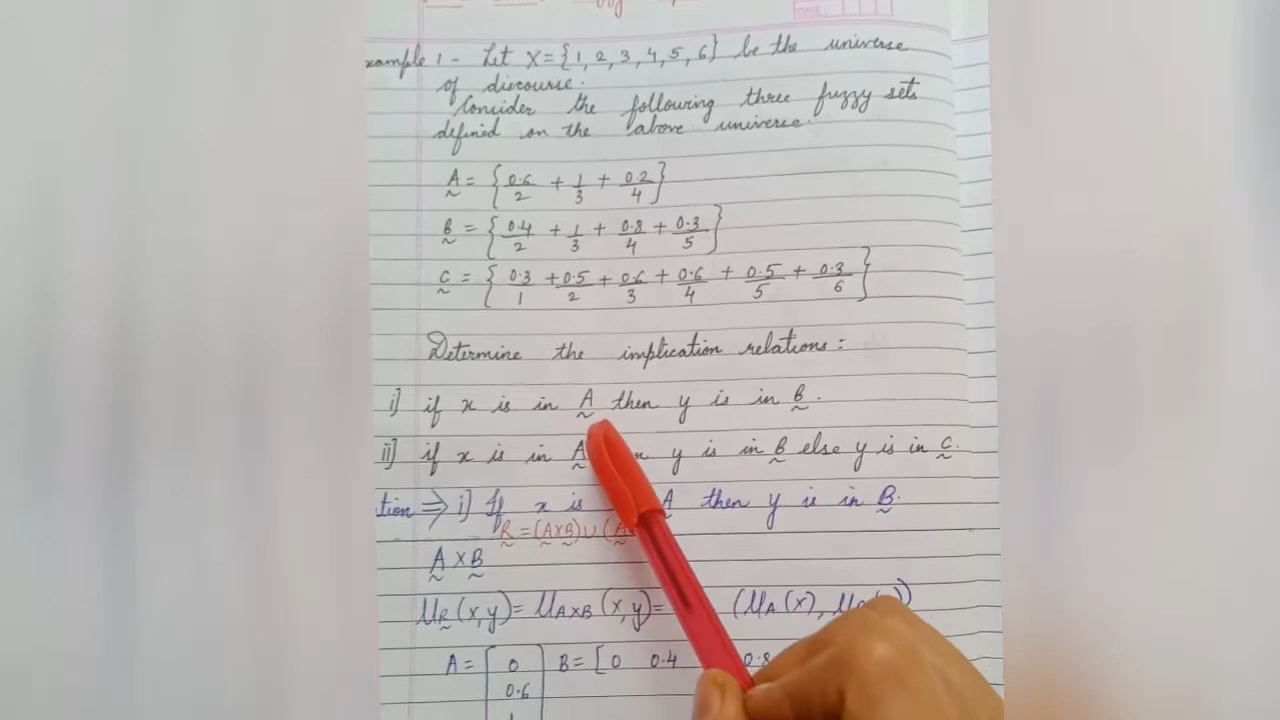 DATE
xample 1 - Let X = {1, 2, 3, 4, 5, 6} be the universe
of discourse.
Consider the following three fuzzy sets
defined on the above universe.
A = {0.6/2 + 1/3 + 0.2/4}
B = {0.4/2 + 1/3 + 0.8/4 + 0.3/5}
C = {0.3/1 + 0.5/2 + 0.6/3 + 0.6/4 + 0.5/5 + 0.3/6}
Determine the implication relations :-
i] if x is in A then y is in B.
ii] if x is in A y is in B else y is in C.
tion ⇒ i] If x is A then y is in B.
R = (A×B) ∪ (A
A × B
μR (x, y) = μA×B (x, y) = (μA (x), μ
A = [0 B = [0 0.4 0.8
0.6
1